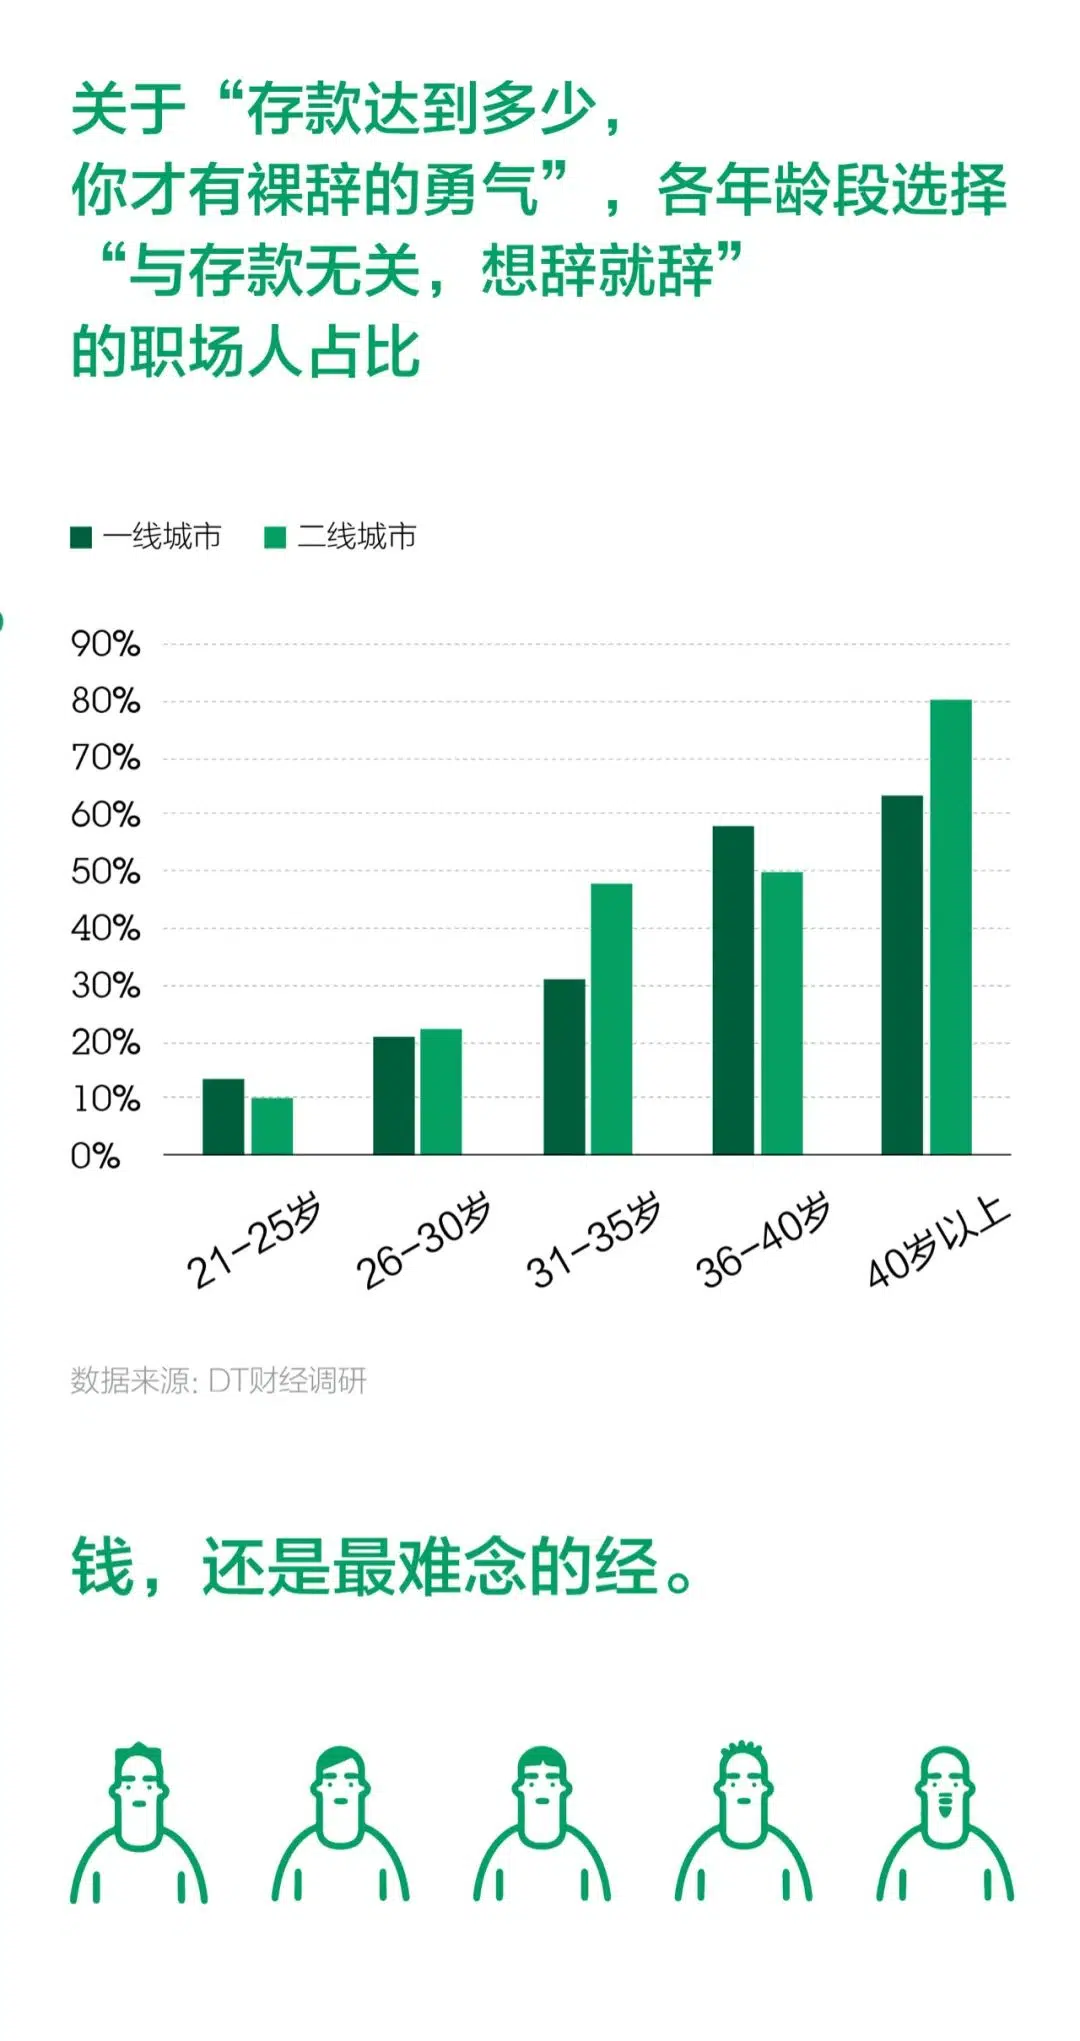 关于“存款达到多少，
你才有裸辞的勇气”，各年龄段选择
“与存款无关，想辞就辞”
的职场人占比
一线城市 二线城市
90%
80%
70%
60%
50%
40%
30%
20%
10%
0%
21-25岁 26-30岁 31-35岁 36-40岁 40岁以上
数据来源: DT财经调研
钱，还是最难念的经。